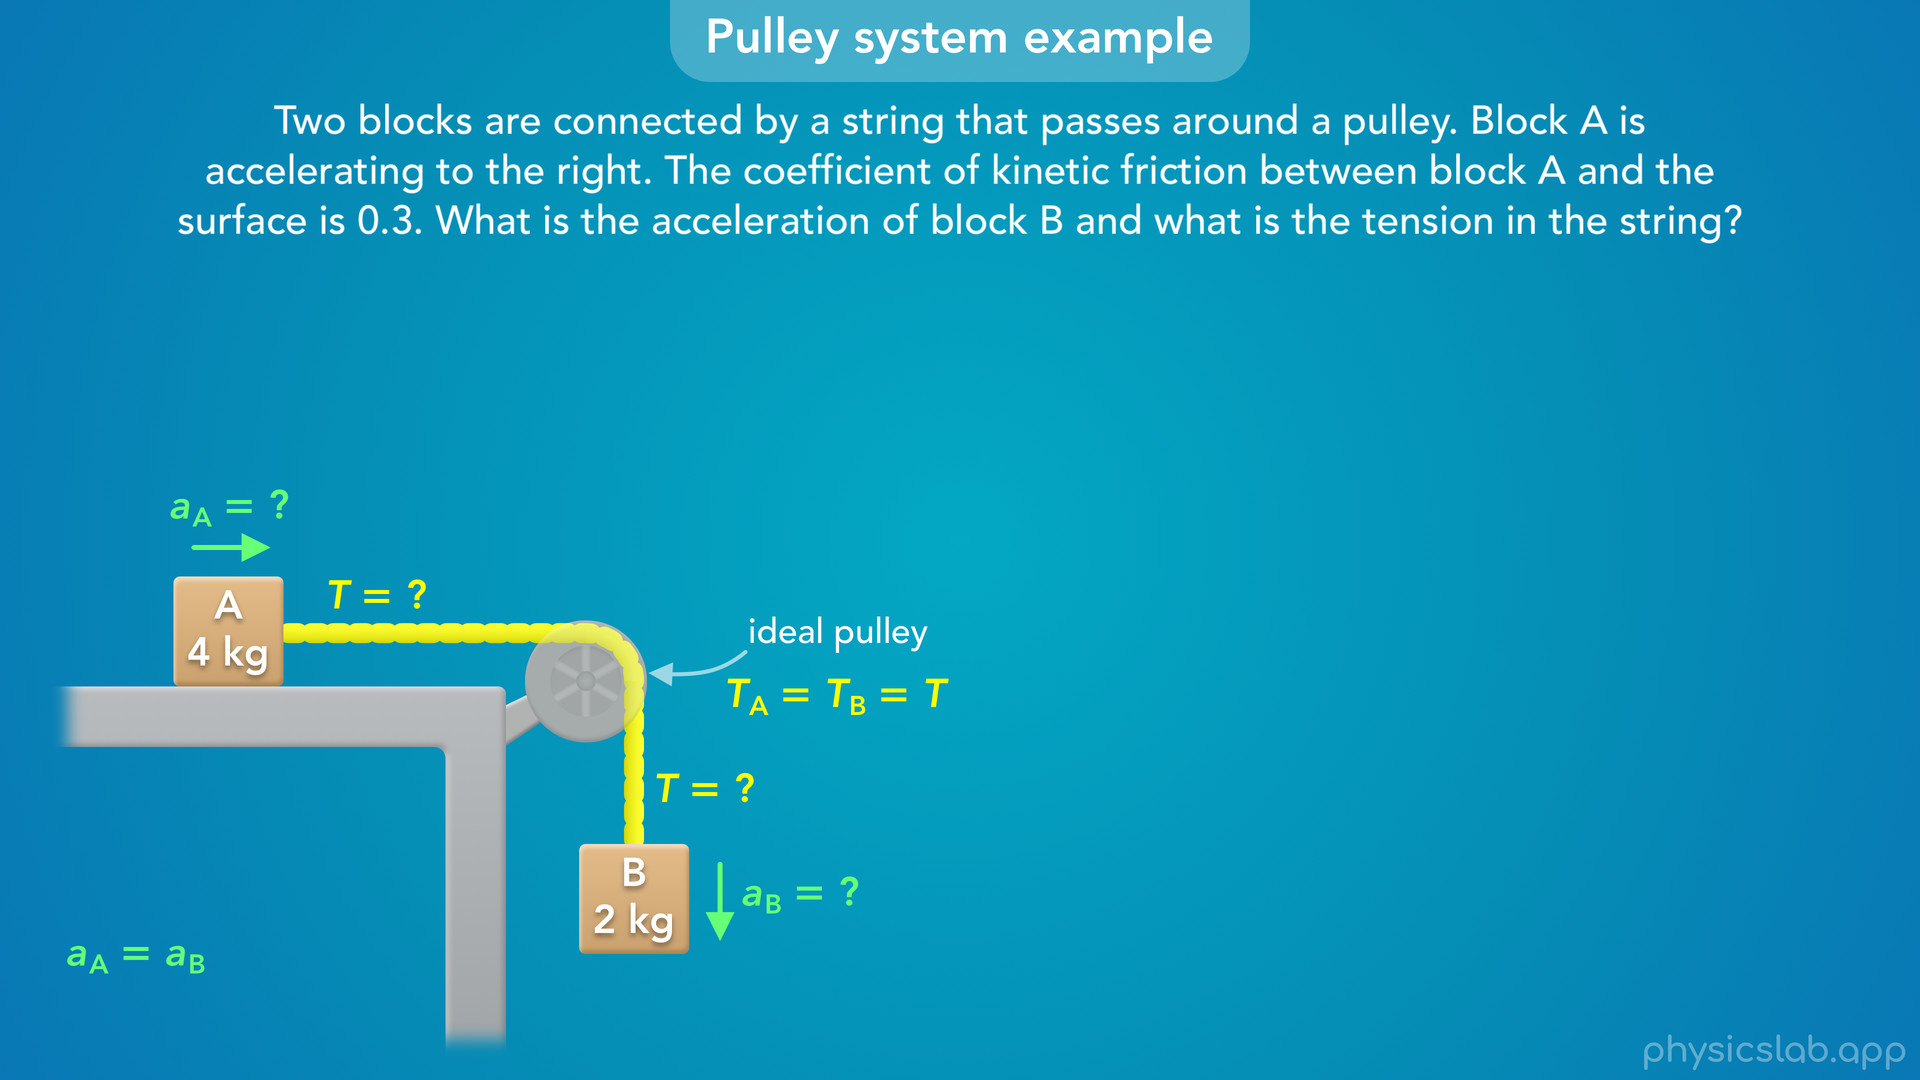 Pulley system example
Two blocks are connected by a string that passes around a pulley. Block A is
accelerating to the right. The coefficient of kinetic friction between block A and the
surface is 0.3. What is the acceleration of block B and what is the tension in the string?
aA = ?
A
4 kg
T = ?
ideal pulley
TA = TB = T
T = ?
B
2 kg
aB = ?
aA = aB
physicslab.app